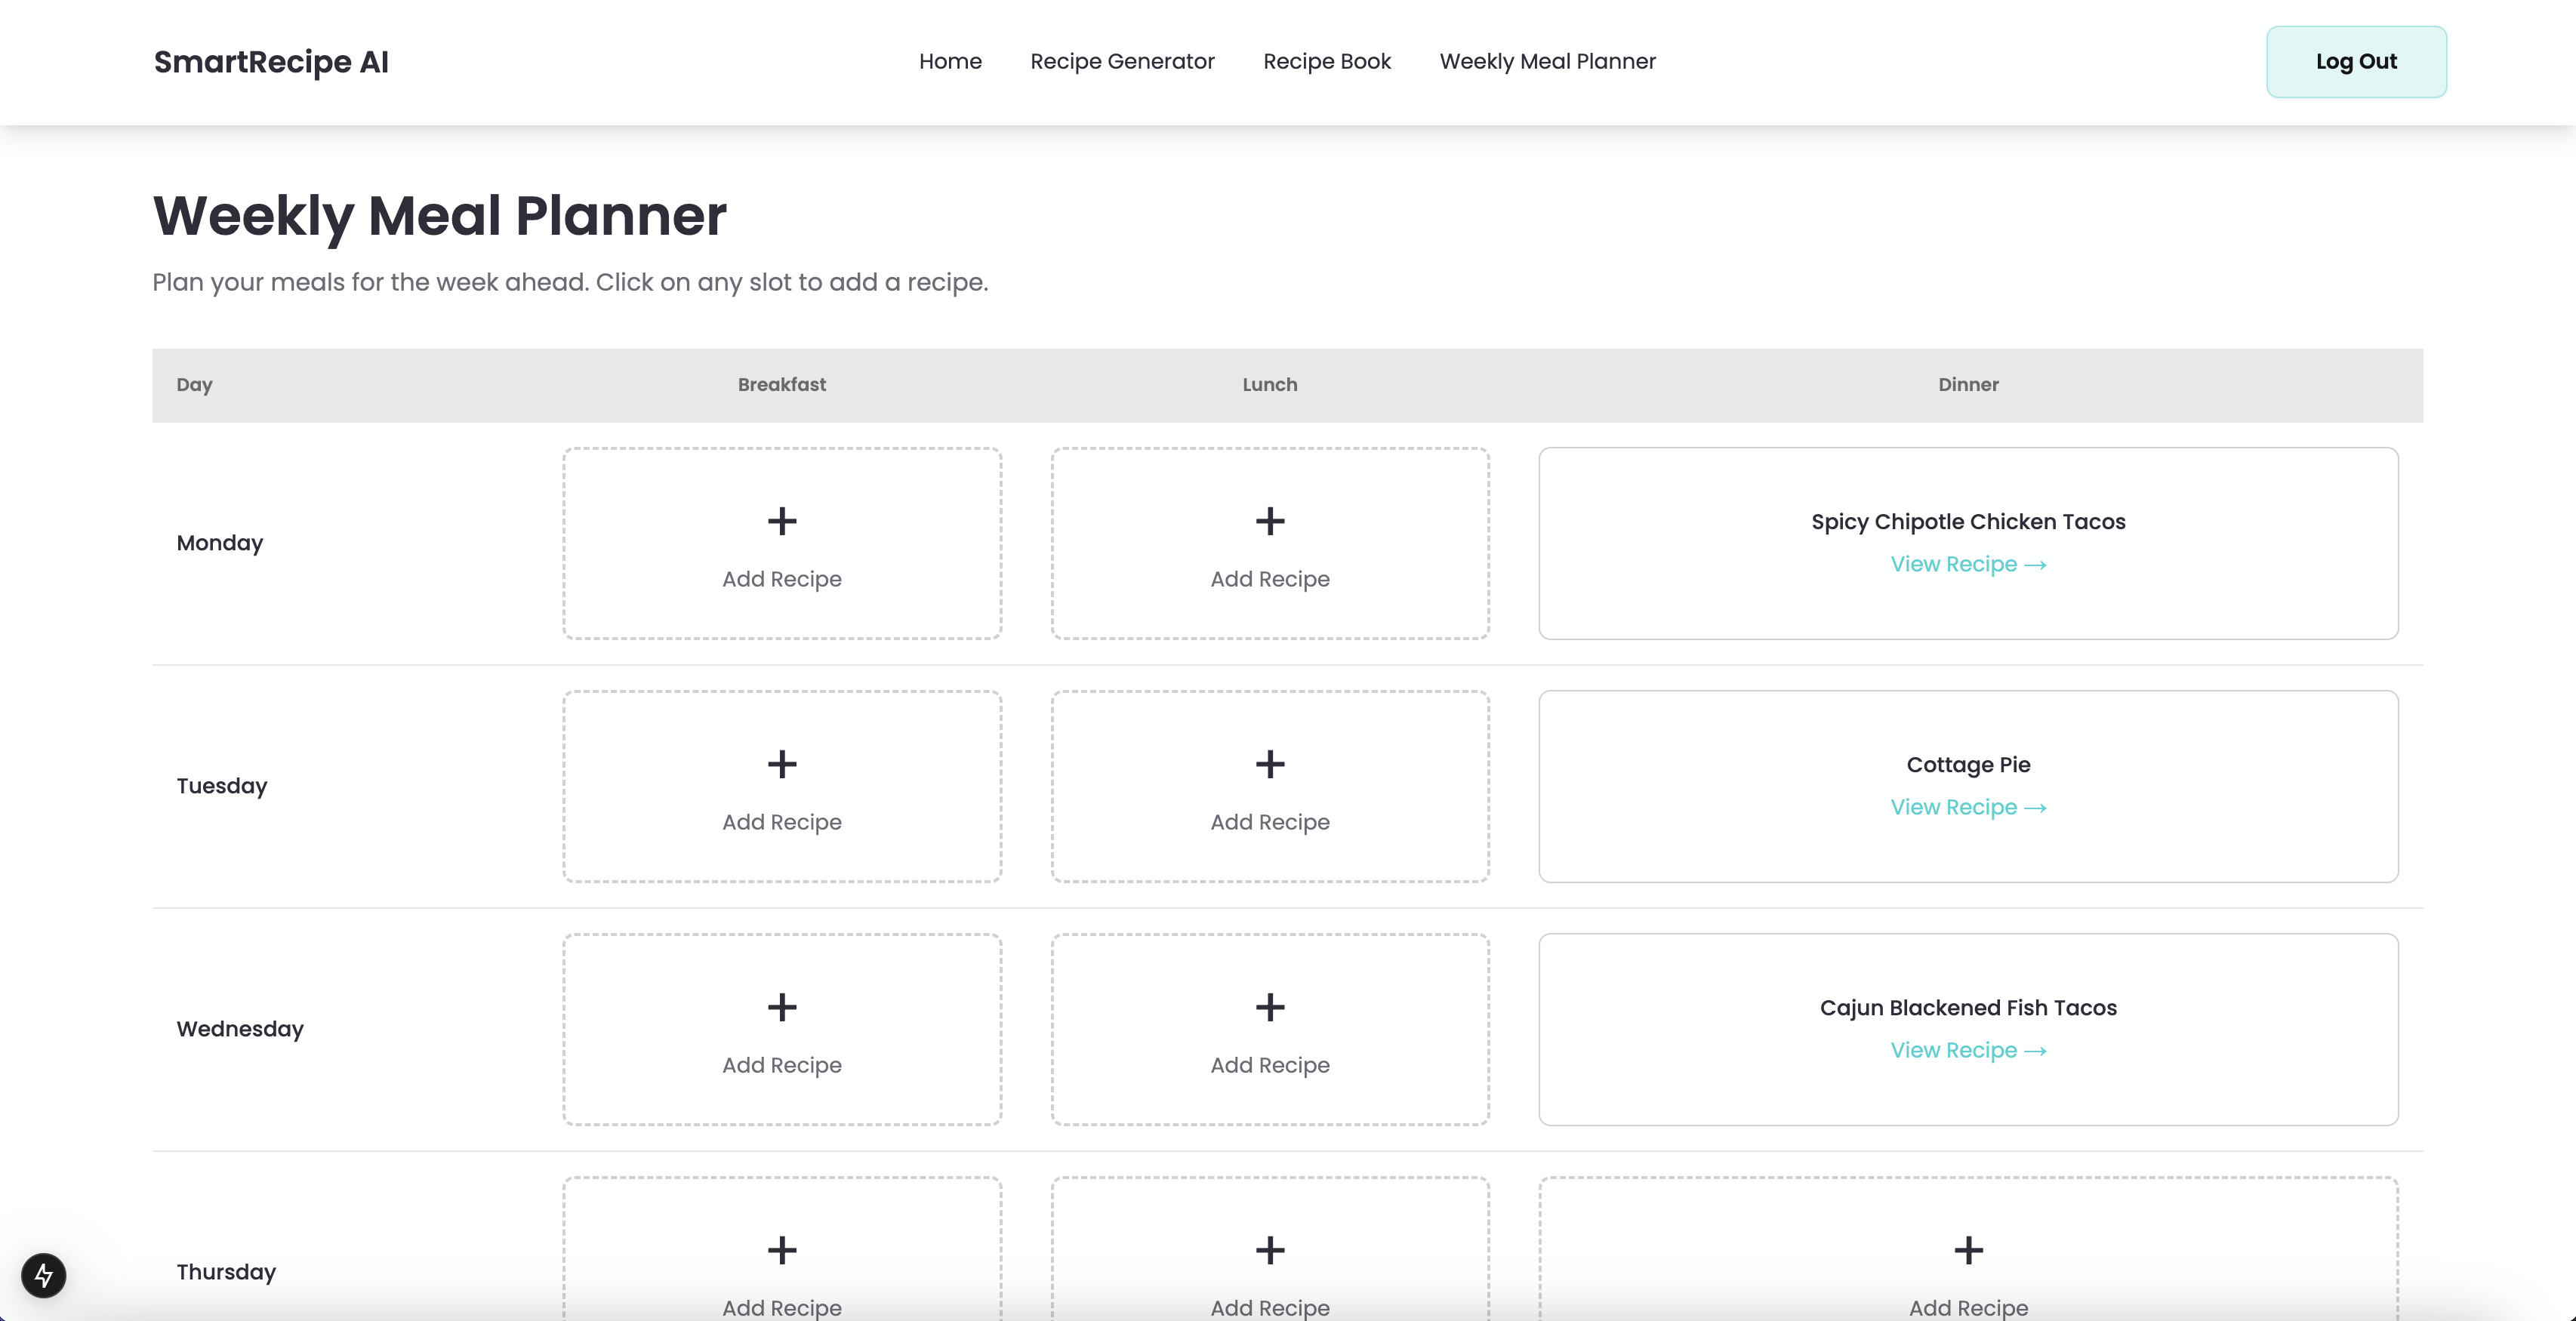 SmartRecipe AI
Home Recipe Generator Recipe Book Weekly Meal Planner
Log Out
Weekly Meal Planner
Plan your meals for the week ahead. Click on any slot to add a recipe.
Day Breakfast Lunch Dinner
Monday
+ + Spicy Chipotle Chicken Tacos
Add Recipe Add Recipe View Recipe →
Tuesday
+ + Cottage Pie
Add Recipe Add Recipe View Recipe →
Wednesday
+ + Cajun Blackened Fish Tacos
Add Recipe Add Recipe View Recipe →
Thursday
+ + +
Add Recipe Add Recipe Add Recipe